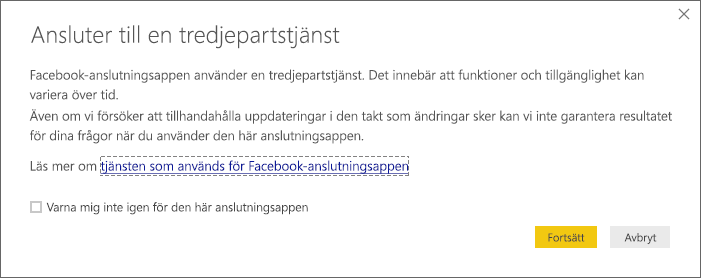 Ansluter till en tredjepartstjänst
Facebook-anslutningsappen använder en tredjepartstjänst. Det innebär att funktioner och tillgänglighet kan
variera över tid.
Även om vi försöker att tillhandahålla uppdateringar i den takt som ändringar sker kan vi inte garantera resultatet
för dina frågor när du använder den här anslutningsappen.
Läs mer om tjänsten som används för Facebook-anslutningsappen
Varna mig inte igen för den här anslutningsappen
Fortsätt Avbryt